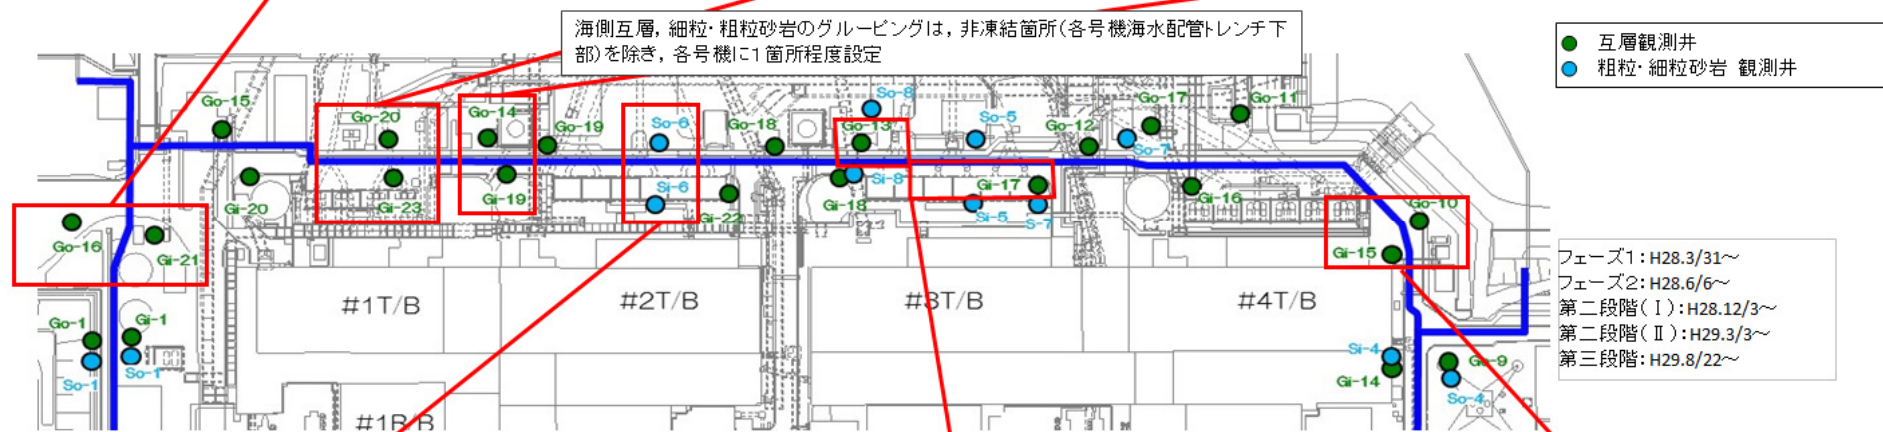 海側互層，細粒・粗粒砂岩のグルーピングは，非凍結箇所(各号機海水配管トレンチ下
部)を除き，各号機に1箇所程度設定
互層観測井
粗粒・細粒砂岩 観測井
Go-15
Go-20
Go-14
Go-19
So-6
Go-18
So-8
Go-13
So-5
Go-12
Go-17
So-7
Go-11
Gi-20
Gi-23
Gi-19
Si-6
Gi-22
Gi-18
Si-8
Gi-17
Si-5
S-7
Gi-16
Go-10
Gi-15
Go-16
Gi-21
フェーズ1：H28.3/31～
フェーズ2：H28.6/6～
第二段階(Ⅰ)：H28.12/3～
第二段階(Ⅱ)：H29.3/3～
第三段階：H29.8/22～
#1T/B
#2T/B
#3T/B
#4T/B
Go-1
Gi-1
So-1
So-1
Si-4
Gi-14
Go-9
So-4
#1R/B